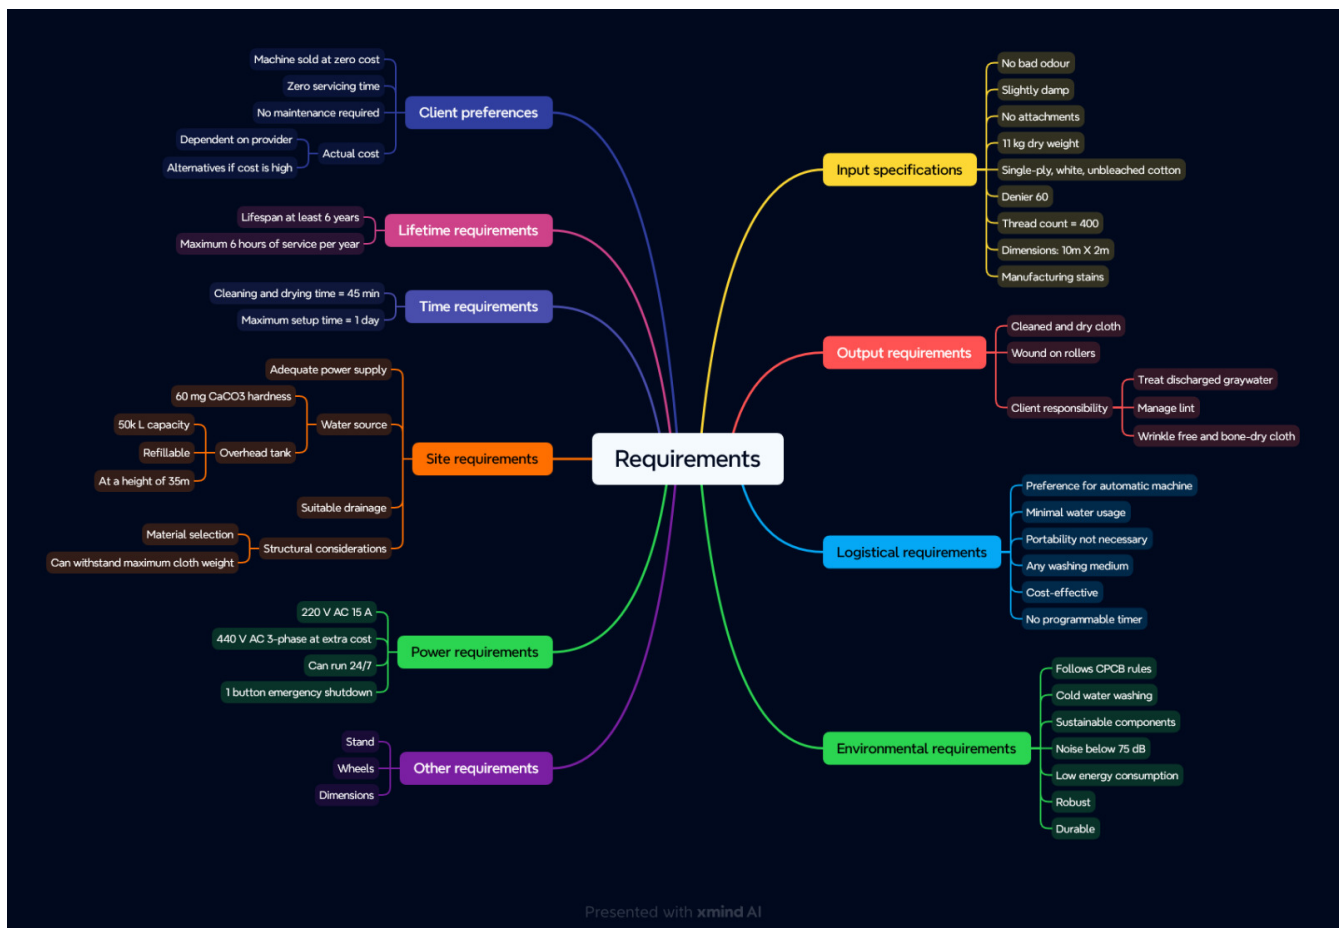 Requirements
Client preferences
Machine sold at zero cost
Zero servicing time
No maintenance required
Actual cost
Dependent on provider
Alternatives if cost is high
Lifetime requirements
Lifespan at least 6 years
Maximum 6 hours of service per year
Time requirements
Cleaning and drying time = 45 min
Maximum setup time = 1 day
Site requirements
Adequate power supply
Water source
60 mg CaCO3 hardness
Overhead tank
50k L capacity
Refillable
At a height of 35m
Suitable drainage
Structural considerations
Material selection
Can withstand maximum cloth weight
Power requirements
220 V AC 15 A
440 V AC 3-phase at extra cost
Can run 24/7
1 button emergency shutdown
Other requirements
Stand
Wheels
Dimensions
Input specifications
No bad odour
Slightly damp
No attachments
11 kg dry weight
Single-ply, white, unbleached cotton
Denier 60
Thread count = 400
Dimensions: 10m X 2m
Manufacturing stains
Output requirements
Cleaned and dry cloth
Wound on rollers
Client responsibility
Treat discharged graywater
Manage lint
Wrinkle free and bone-dry cloth
Logistical requirements
Preference for automatic machine
Minimal water usage
Portability not necessary
Any washing medium
Cost-effective
No programmable timer
Environmental requirements
Follows CPCB rules
Cold water washing
Sustainable components
Noise below 75 dB
Low energy consumption
Robust
Durable
Presented with xmind AI